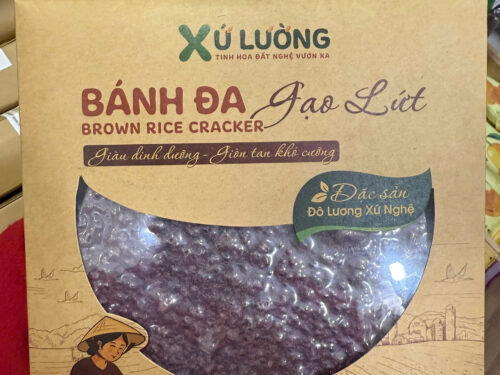 XỨ LƯỜNG
TINH HOA ĐẤT NGHỆ VƯƠN XA
BÁNH ĐA Gạo Lứt
BROWN RICE CRACKER
Giàu dinh dưỡng - Giòn tan khó cưỡng
Đặc sản
Đô Lương Xứ Nghệ